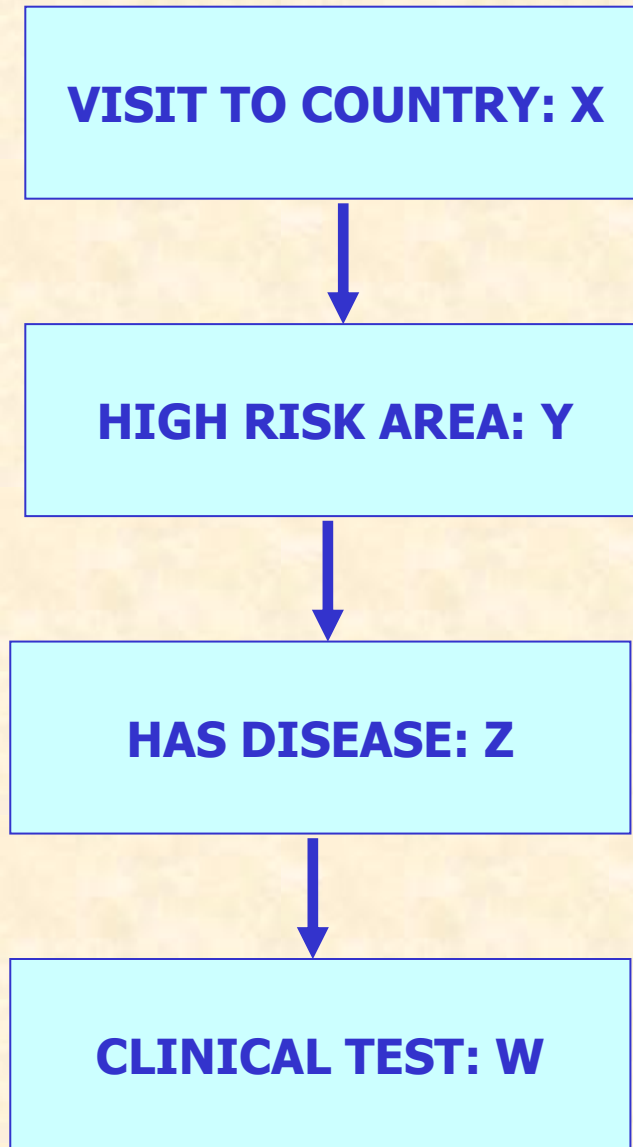 VISIT TO COUNTRY: X
HIGH RISK AREA: Y
HAS DISEASE: Z
CLINICAL TEST: W